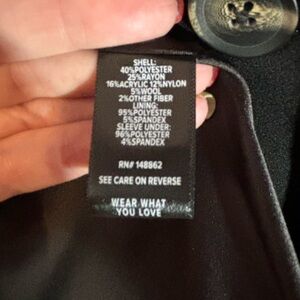 SHELL:
40%POLYESTER
25%RAYON
16%ACRYLIC 12%NYLON
5%WOOL
2%OTHER FIBER
LINING:
95%POLYESTER
5%SPANDEX
SLEEVE UNDER:
96%POLYESTER
4%SPANDEX
RN# 148862
SEE CARE ON REVERSE
WEAR WHAT
YOU LOVE